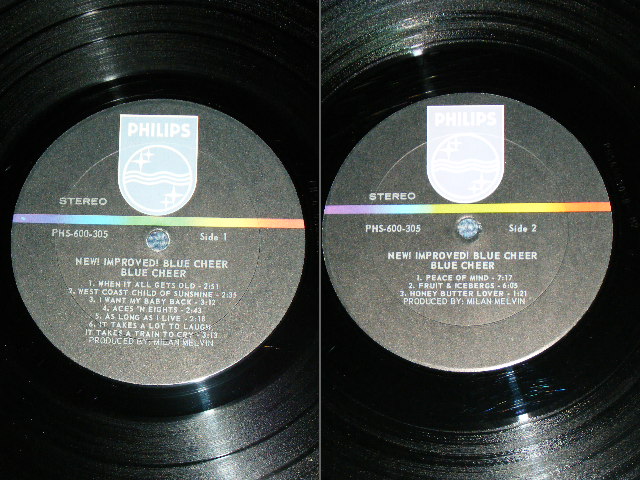 PHILIPS
STEREO
PHS-600-305 Side 1
NEW! IMPROVED! BLUE CHEER
BLUE CHEER
1. WHEN IT ALL GETS OLD - 2:51
2. WEST COAST CHILD OF SUNSHINE - 2:35
3. I WANT MY BABY BACK - 3:12
4. ACES 'N EIGHTS - 2:43
5. AS LONG AS I LIVE - 2:18
6. IT TAKES A LOT TO LAUGH,
IT TAKES A TRAIN TO CRY - 3:13
PRODUCED BY: MILAN MELVIN
PHILIPS
STEREO
PHS-600-305 Side 2
NEW! IMPROVED! BLUE CHEER
BLUE CHEER
1. PEACE OF MIND - 7:17
2. FRUIT & ICEBERGS - 6:05
3. HONEY BUTTER LOVER - 1:21
PRODUCED BY: MILAN MELVIN